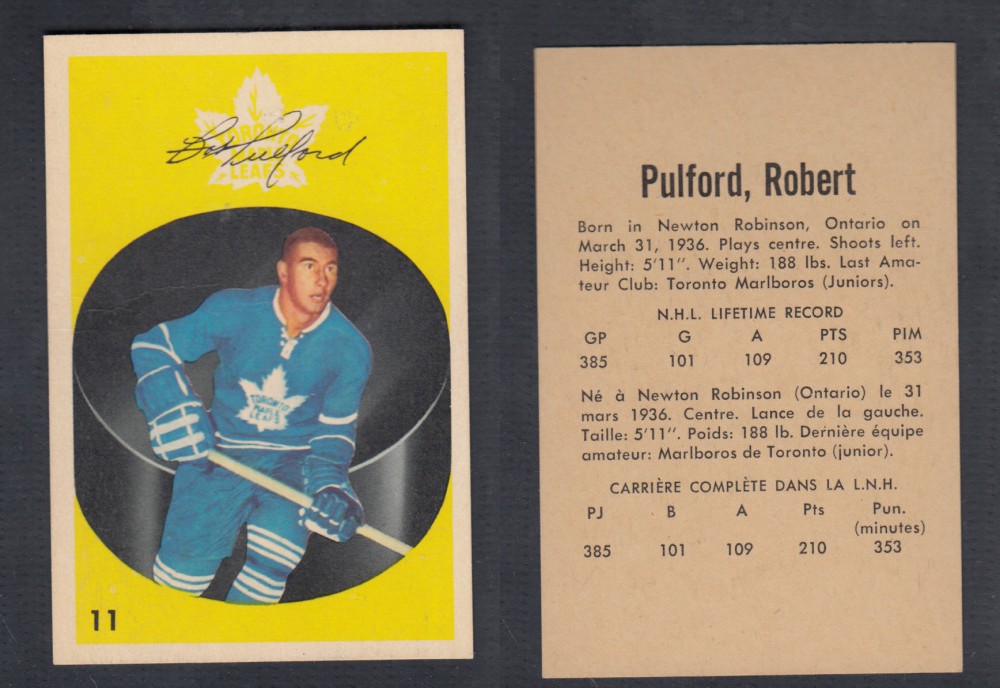 TORONTO
MAPLE
LEAFS
Bob Pulford
TORONTO
MAPLE
LEAFS
11
Pulford, Robert
Born in Newton Robinson, Ontario on
March 31, 1936. Plays centre. Shoots left.
Height: 5'11". Weight: 188 lbs. Last Ama-
teur Club: Toronto Marlboros (Juniors).
N.H.L. LIFETIME RECORD
GP G A PTS PIM
385 101 109 210 353
Né à Newton Robinson (Ontario) le 31
mars 1936. Centre. Lance de la gauche.
Taille: 5'11". Poids: 188 lb. Dernière équipe
amateur: Marlboros de Toronto (junior).
CARRIÈRE COMPLÈTE DANS LA L.N.H.
PJ B A Pts Pun.
(minutes)
385 101 109 210 353